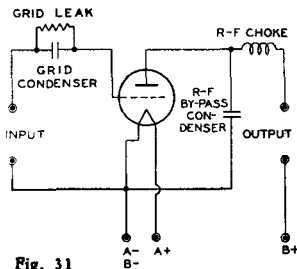 GRID LEAK
GRID
CONDENSER
R-F CHOKE
R-F
BY-PASS
CON-
DENSER
INPUT
OUTPUT
A-
B-
A+
B+
Fig. 31